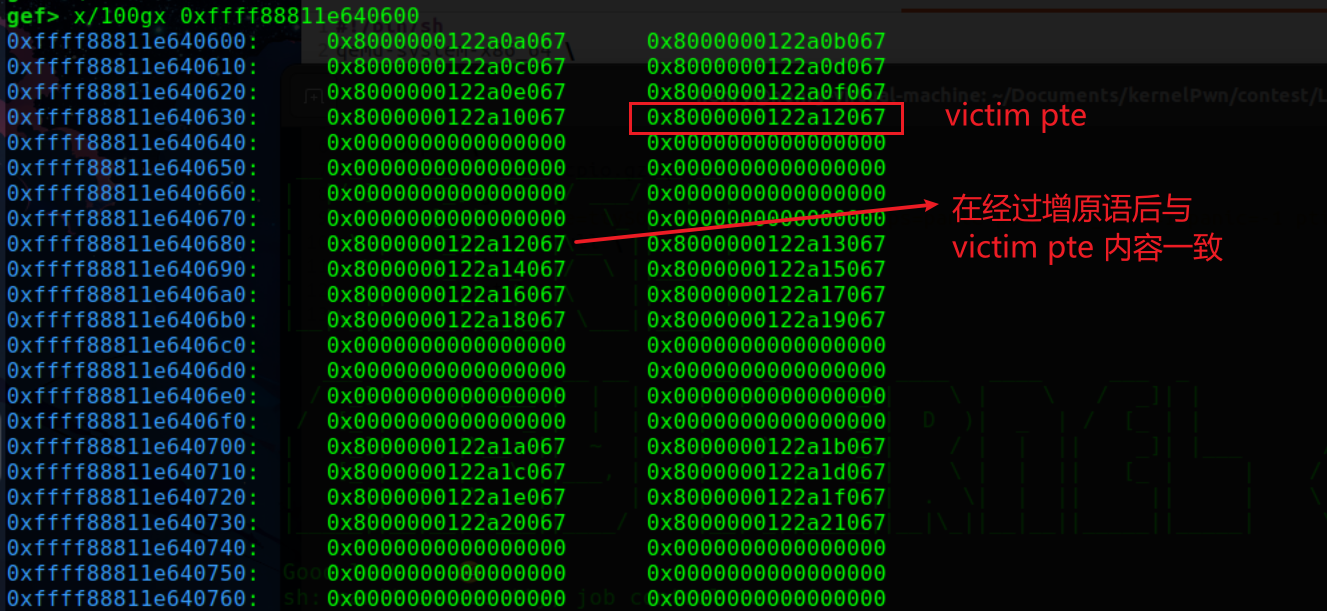 gef> x/100gx 0xffff88811e640600
0xffff88811e640600: 0x8000000122a0a067 0x8000000122a0b067
0xffff88811e640610: 0x8000000122a0c067 0x8000000122a0d067
0xffff88811e640620: 0x8000000122a0e067 0x8000000122a0f067
0xffff88811e640630: 0x8000000122a10067 0x8000000122a12067 victim pte
0xffff88811e640640: 0x0000000000000000 0x0000000000000000
0xffff88811e640650: 0x0000000000000000 0x0000000000000000
0xffff88811e640660: 0x0000000000000000 0x0000000000000000
0xffff88811e640670: 0x0000000000000000 0x0000000000000000
0xffff88811e640680: 0x8000000122a12067 0x8000000122a13067
0xffff88811e640690: 0x8000000122a14067 0x8000000122a15067
0xffff88811e6406a0: 0x8000000122a16067 0x8000000122a17067
0xffff88811e6406b0: 0x8000000122a18067 0x8000000122a19067
0xffff88811e6406c0: 0x0000000000000000 0x0000000000000000
0xffff88811e6406d0: 0x0000000000000000 0x0000000000000000
0xffff88811e6406e0: 0x0000000000000000 0x0000000000000000
0xffff88811e6406f0: 0x0000000000000000 0x0000000000000000
0xffff88811e640700: 0x8000000122a1a067 0x8000000122a1b067
0xffff88811e640710: 0x8000000122a1c067 0x8000000122a1d067
0xffff88811e640720: 0x8000000122a1e067 0x8000000122a1f067
0xffff88811e640730: 0x8000000122a20067 0x8000000122a21067
0xffff88811e640740: 0x0000000000000000 0x0000000000000000
0xffff88811e640750: 0x0000000000000000 0x0000000000000000
0xffff88811e640760: 0x0000000000000000 0x0000000000000000
在经过增原语后与
victim pte 内容一致